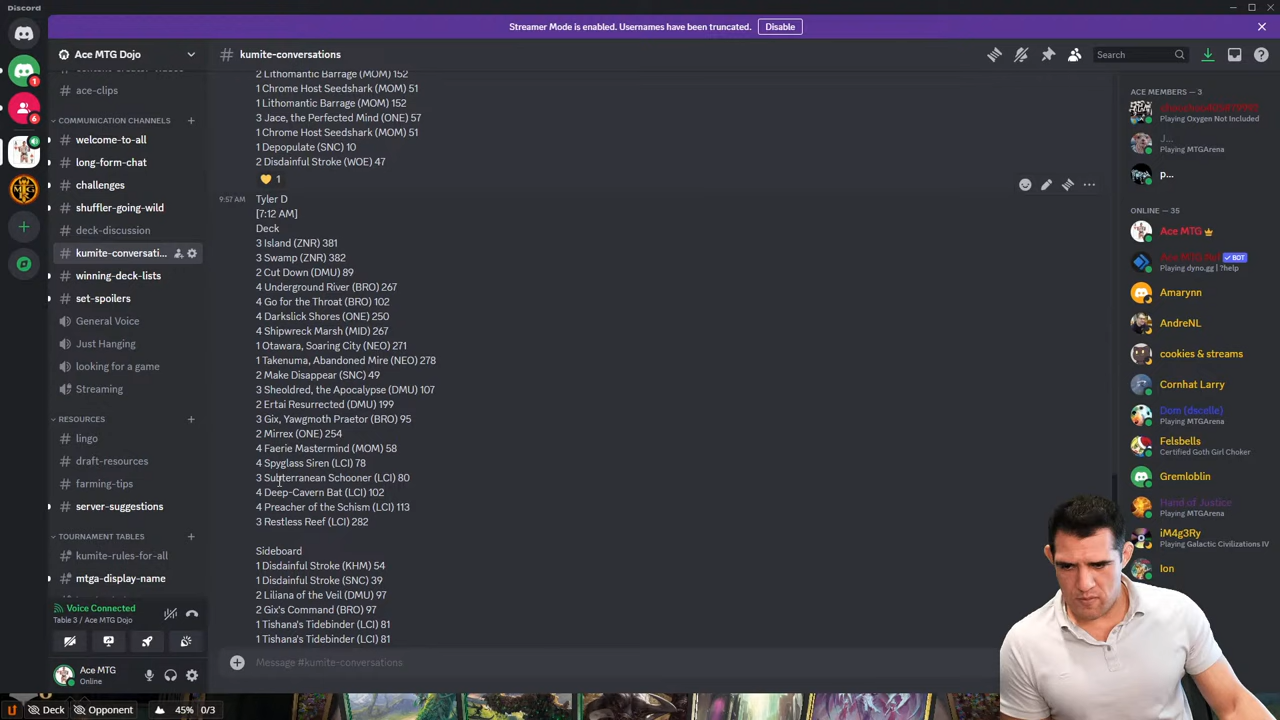 Discord
Streamer Mode is enabled. Usernames have been truncated.
Disable
Ace MTG Dojo
ace-clips
COMMUNICATION CHANNELS
welcome-to-all
long-form-chat
challenges
shuffler-going-wild
deck-discussion
kumite-conversati...
winning-deck-lists
set-spoilers
General Voice
Just Hanging
looking for a game
Streaming
RESOURCES
lingo
draft-resources
farming-tips
server-suggestions
TOURNAMENT TABLES
kumite-rules-for-all
mtga-display-name
Voice Connected
Table 3 / Ace MTG Dojo
Ace MTG
Online
1
6
kumite-conversations
Search
2 Lithomantic Barrage (MOM) 152
1 Chrome Host Seedshark (MOM) 51
1 Lithomantic Barrage (MOM) 152
3 Jace, the Perfected Mind (ONE) 57
1 Chrome Host Seedshark (MOM) 51
1 Depopulate (SNC) 10
2 Disdainful Stroke (WOE) 47
1
9:57 AM
Tyler D
[7:12 AM]
Deck
3 Island (ZNR) 381
3 Swamp (ZNR) 382
2 Cut Down (DMU) 89
4 Underground River (BRO) 267
4 Go for the Throat (BRO) 102
4 Darkslick Shores (ONE) 250
4 Shipwreck Marsh (MID) 267
1 Otawara, Soaring City (NEO) 271
1 Takenuma, Abandoned Mire (NEO) 278
2 Make Disappear (SNC) 49
3 Sheoldred, the Apocalypse (DMU) 107
2 Ertai Resurrected (DMU) 199
3 Gix, Yawgmoth Praetor (BRO) 95
2 Mirrex (ONE) 254
4 Faerie Mastermind (MOM) 58
4 Spyglass Siren (LCI) 78
3 Subterranean Schooner (LCI) 80
4 Deep-Cavern Bat (LCI) 102
4 Preacher of the Schism (LCI) 113
3 Restless Reef (LCI) 282
Sideboard
1 Disdainful Stroke (KHM) 54
1 Disdainful Stroke (SNC) 39
2 Liliana of the Veil (DMU) 97
2 Gix's Command (BRO) 97
1 Tishana's Tidebinder (LCI) 81
1 Tishana's Tidebinder (LCI) 81
Message #kumite-conversations
ACE MEMBERS — 3
Playing Oxygen Not Included
J...
Playing MTGArena
p...
ONLINE — 35
Ace MTG
BOT
Playing dyno.gg | ?help
Amarynn
AndreNL
cookies & streams
Cornhat Larry
Dom (dscelle)
Playing MTGArena
Felsbells
Certified Goth Girl Choker
Gremloblin
Hand of Justice
Playing MTGArena
iM4g3Ry
Playing Galactic Civilizations IV
Ion
Deck
Opponent
45%
0/3